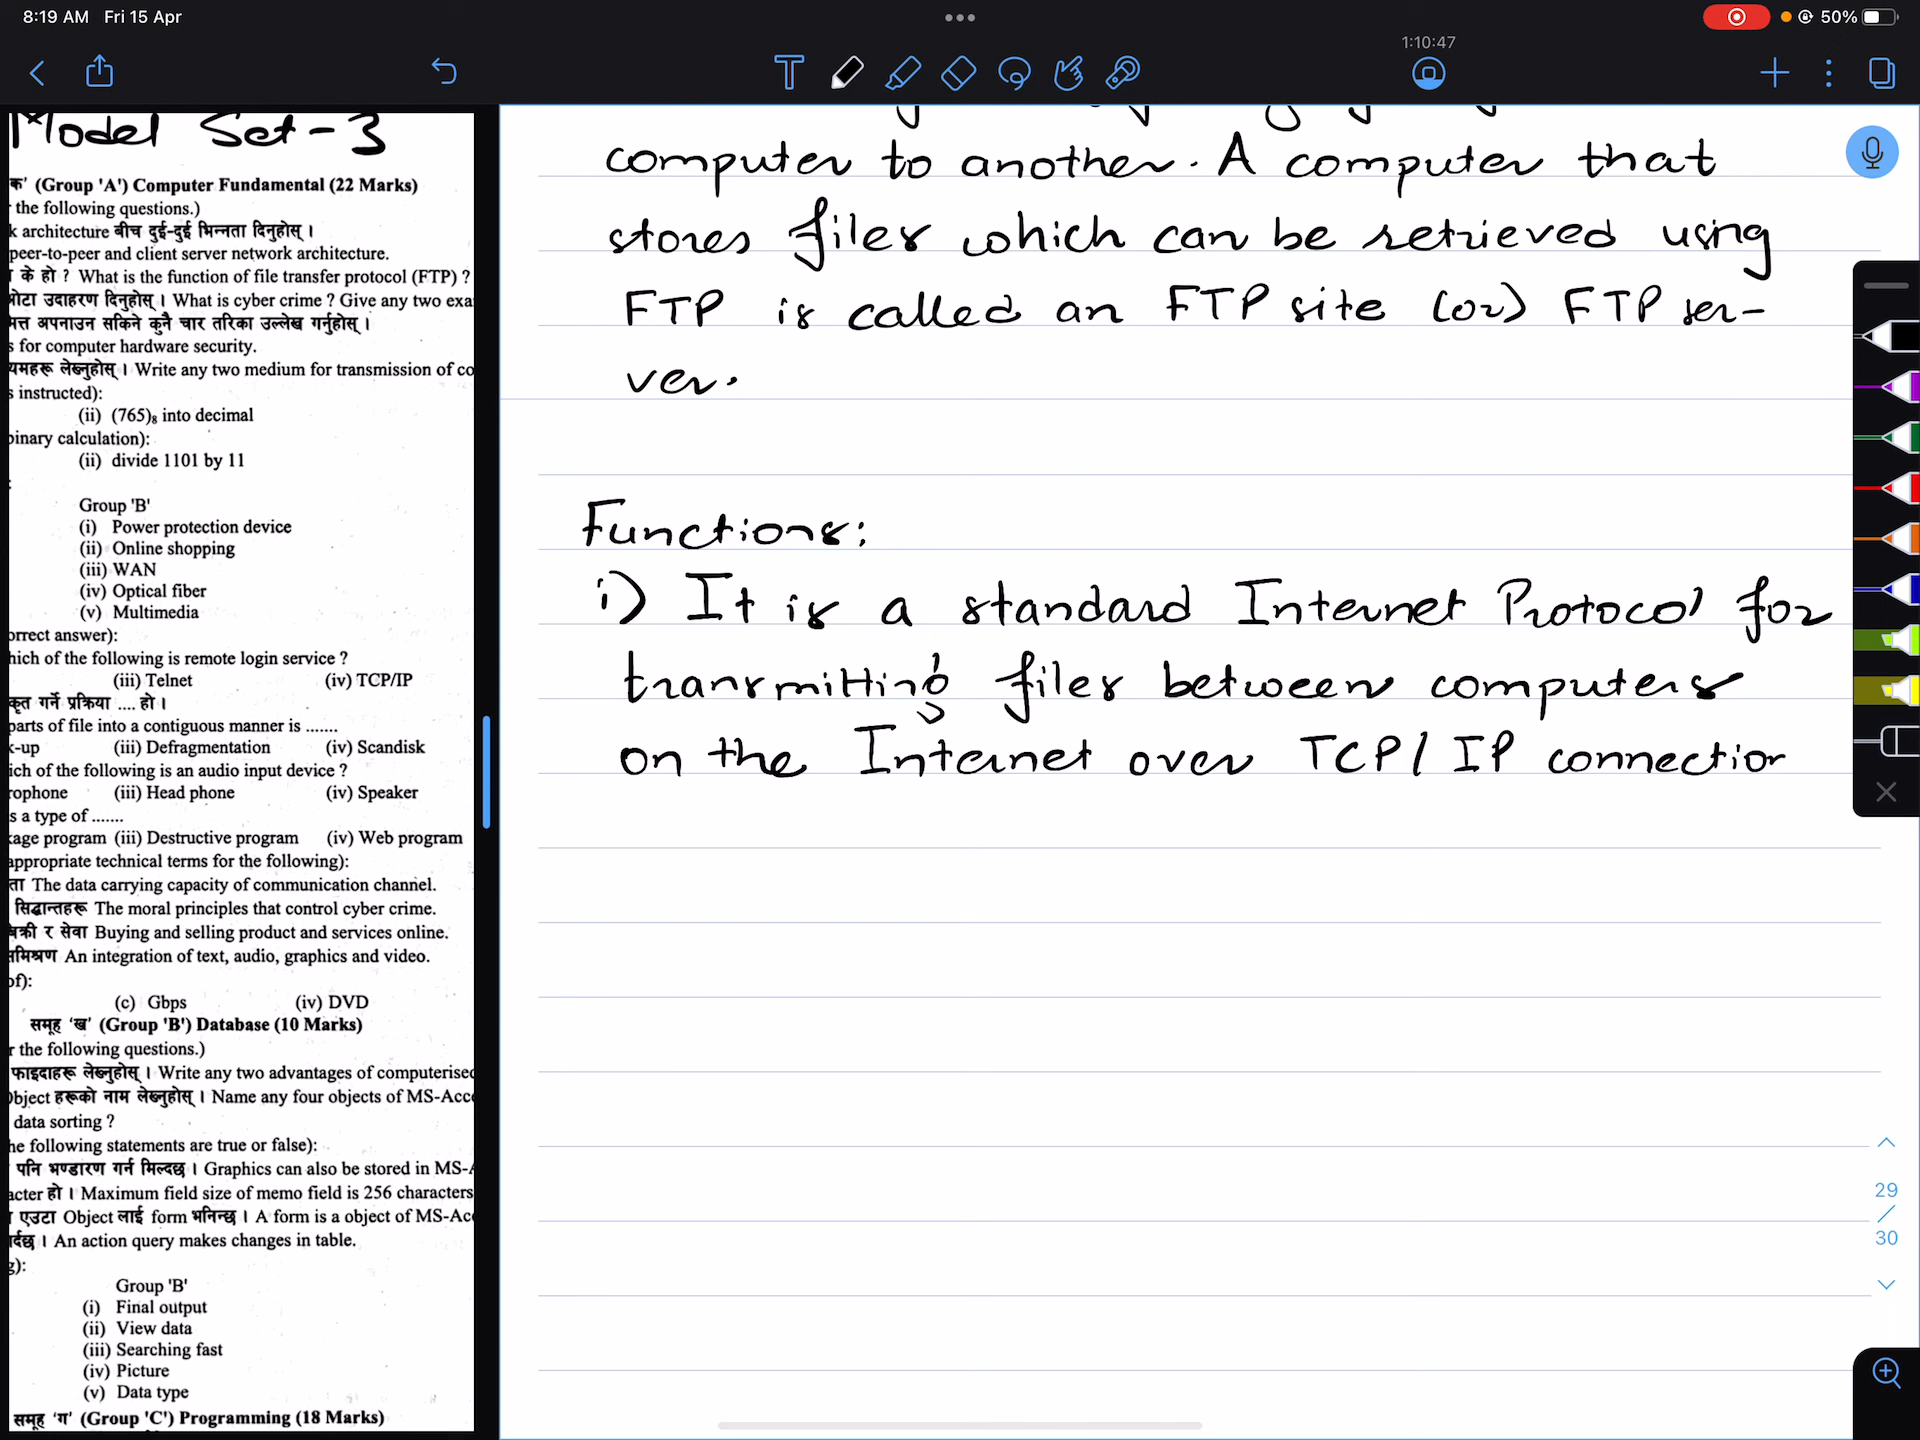 8:19 AM Fri 15 Apr
50%
1:10:47
Model Set-3
क' (Group 'A') Computer Fundamental (22 Marks)
the following questions.)
k architecture बीच दुई-दुई भिन्नता दिनुहोस् ।
peer-to-peer and client server network architecture.
के हो ? What is the function of file transfer protocol (FTP) ?
उदाहरण दिनुहोस् । What is cyber crime ? Give any two exa
अपनाउन सकिने कुनै चार तरिका उल्लेख गर्नुहोस् ।
s for computer hardware security.
यमहरू लेख्नुहोस् । Write any two medium for transmission of co
s instructed):
(ii) (765)₈ into decimal
binary calculation):
(ii) divide 1101 by 11
:
Group 'B'
(i) Power protection device
(ii) Online shopping
(iii) WAN
(iv) Optical fiber
(v) Multimedia
orrect answer):
hich of the following is remote login service ?
(iii) Telnet (iv) TCP/IP
कृत गर्ने प्रक्रिया .... हो ।
parts of file into a contiguous manner is .......
k-up (iii) Defragmentation (iv) Scandisk
ich of the following is an audio input device ?
rophone (iii) Head phone (iv) Speaker
s a type of .......
kage program (iii) Destructive program (iv) Web program
appropriate technical terms for the following):
ता The data carrying capacity of communication channel.
सिद्धान्तहरू The moral principles that control cyber crime.
बिक्री र सेवा Buying and selling product and services online.
An integration of text, audio, graphics and video.
of):
(c) Gbps (iv) DVD
समूह 'ख' (Group 'B') Database (10 Marks)
r the following questions.)
फाइदाहरू लेख्नुहोस् । Write any two advantages of computerised
Object हरूको नाम लेख्नुहोस् । Name any four objects of MS-Acc
data sorting ?
he following statements are true or false):
पनि भण्डारण गर्न मिल्दछ । Graphics can also be stored in MS-A
acter हो । Maximum field size of memo field is 256 characters
एउटा Object लाई form भनिन्छ । A form is a object of MS-Acc
र्दछ । An action query makes changes in table.
g):
Group 'B'
(i) Final output
(ii) View data
(iii) Searching fast
(iv) Picture
(v) Data type
समूह 'ग' (Group 'C') Programming (18 Marks)
computer to another. A computer that
stores files which can be retrieved using
FTP is called an FTP site (or) FTP ser-
ver.
Functions:
i) It is a standard Internet Protocol for
transmitting files between computers
on the Internet over TCP/IP connection
29
/
30